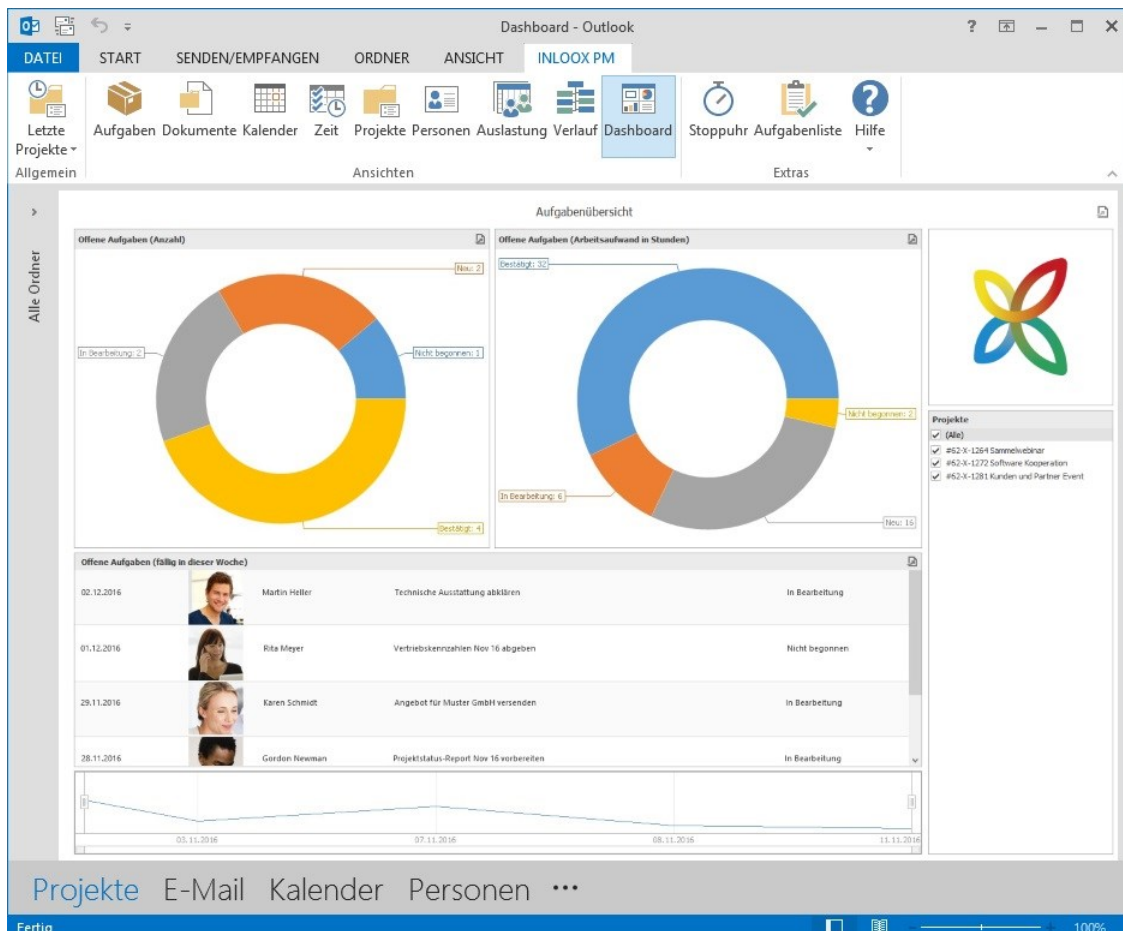 Dashboard - Outlook
DATEI START SENDEN/EMPFANGEN ORDNER ANSICHT INLOOX PM
Letzte Projekte Aufgaben Dokumente Kalender Zeit Projekte Personen Auslastung Verlauf Dashboard Stoppuhr Aufgabenliste Hilfe
Allgemein Ansichten Extras
Alle Ordner
Aufgabenübersicht
Offene Aufgaben (Anzahl)
Neu: 2
In Bearbeitung: 2
Nicht begonnen: 1
Bestätigt: 4
Offene Aufgaben (Arbeitsaufwand in Stunden)
Bestätigt: 32
Nicht begonnen: 2
In Bearbeitung: 6
Neu: 16
Projekte
(Alle)
#62-X-1264 Sammelwebinar
#62-X-1272 Software Kooperation
#62-X-1281 Kunden und Partner Event
Offene Aufgaben (fällig in dieser Woche)
02.12.2016 Martin Heller Technische Ausstattung abklären In Bearbeitung
01.12.2016 Rita Meyer Vertriebskennzahlen Nov 16 abgeben Nicht begonnen
29.11.2016 Karen Schmidt Angebot für Muster GmbH versenden In Bearbeitung
28.11.2016 Gordon Newman Projektstatus-Report Nov 16 vorbereiten In Bearbeitung
03.11.2016 07.11.2016 08.11.2016 11.11.2016
Projekte E-Mail Kalender Personen ...
Fertig 100%